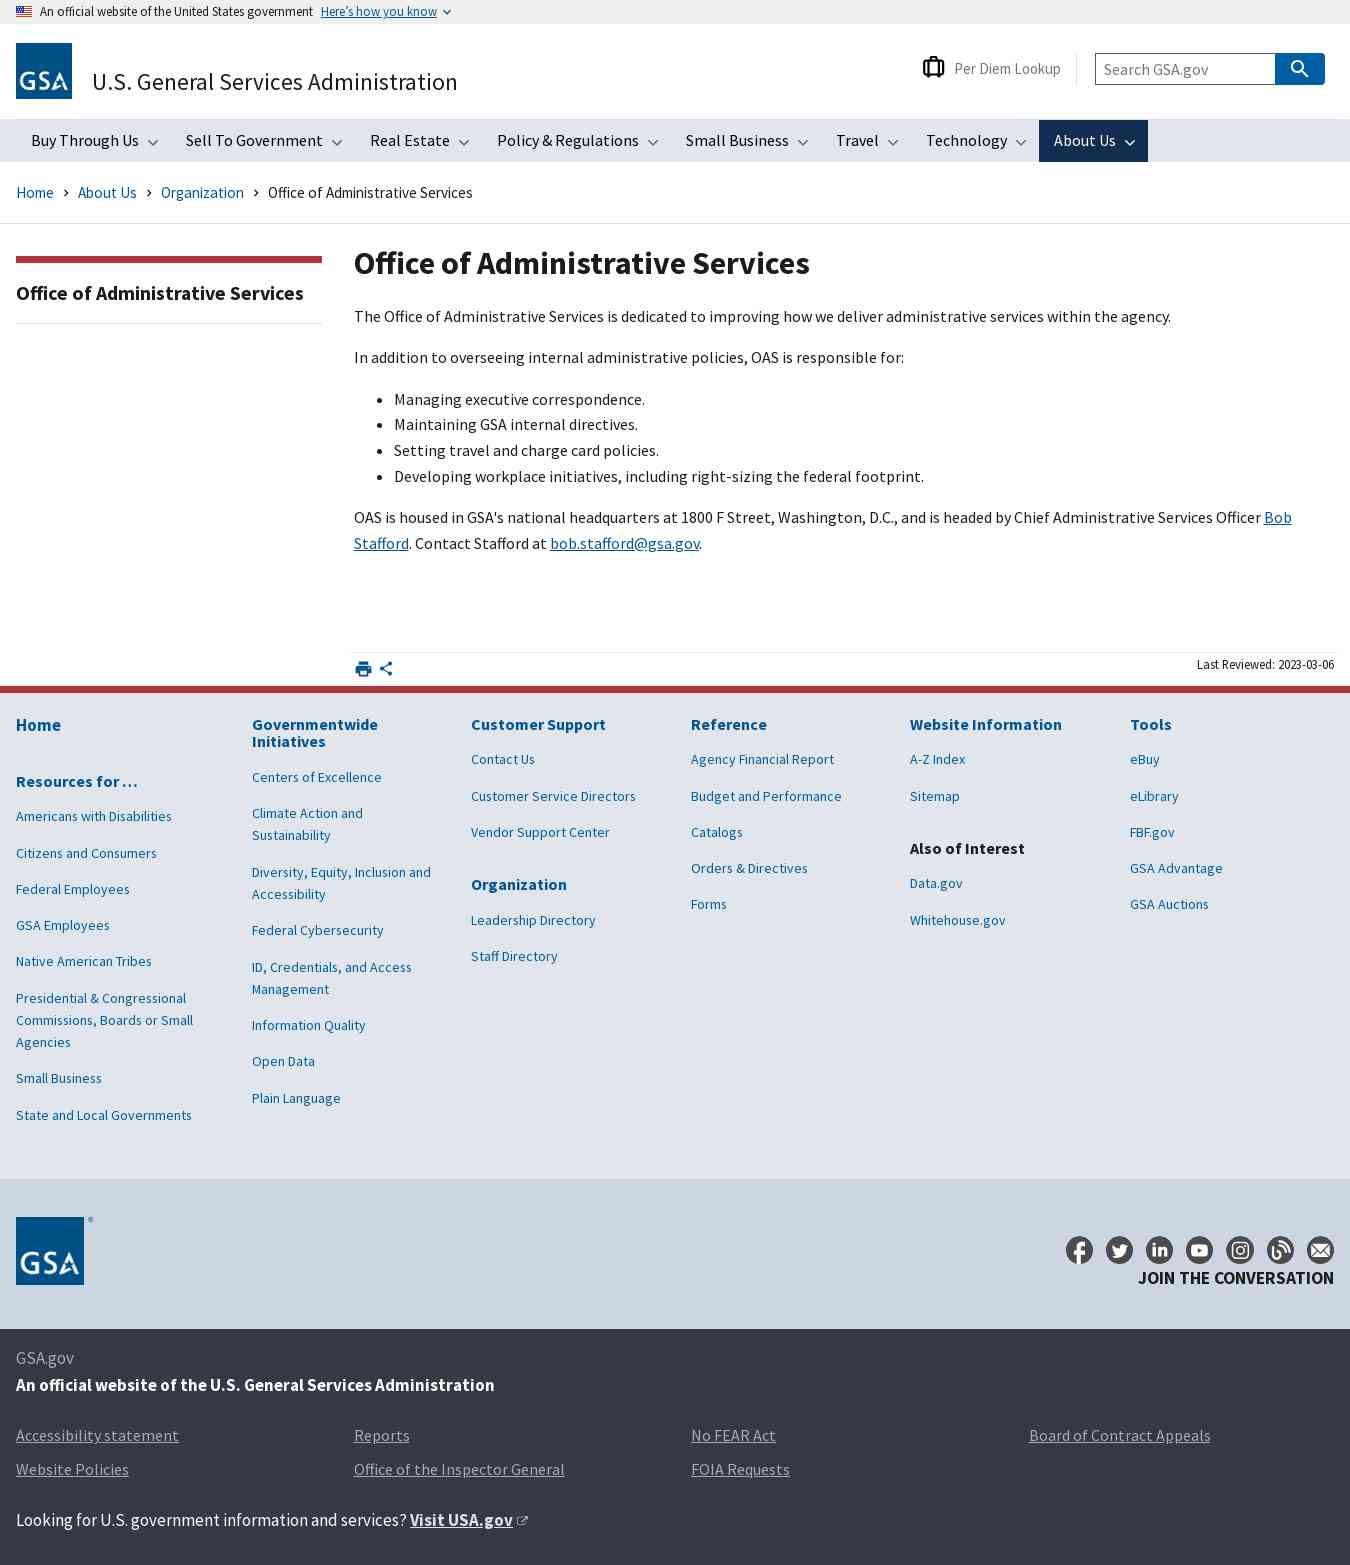 An official website of the United States government Here's how you know
GSA
U.S. General Services Administration
Per Diem Lookup
Search GSA.gov
Buy Through Us
Sell To Government
Real Estate
Policy & Regulations
Small Business
Travel
Technology
About Us
Home
About Us
Organization
Office of Administrative Services
Office of Administrative Services
Office of Administrative Services
The Office of Administrative Services is dedicated to improving how we deliver administrative services within the agency.
In addition to overseeing internal administrative policies, OAS is responsible for:
• Managing executive correspondence.
• Maintaining GSA internal directives.
• Setting travel and charge card policies.
• Developing workplace initiatives, including right-sizing the federal footprint.
OAS is housed in GSA's national headquarters at 1800 F Street, Washington, D.C., and is headed by Chief Administrative Services Officer Bob
Stafford. Contact Stafford at bob.stafford@gsa.gov.
Last Reviewed: 2023-03-06
Home
Resources for …
Americans with Disabilities
Citizens and Consumers
Federal Employees
GSA Employees
Native American Tribes
Presidential & Congressional
Commissions, Boards or Small
Agencies
Small Business
State and Local Governments
Governmentwide
Initiatives
Centers of Excellence
Climate Action and
Sustainability
Diversity, Equity, Inclusion and
Accessibility
Federal Cybersecurity
ID, Credentials, and Access
Management
Information Quality
Open Data
Plain Language
Customer Support
Contact Us
Customer Service Directors
Vendor Support Center
Organization
Leadership Directory
Staff Directory
Reference
Agency Financial Report
Budget and Performance
Catalogs
Orders & Directives
Forms
Website Information
A-Z Index
Sitemap
Also of Interest
Data.gov
Whitehouse.gov
Tools
eBuy
eLibrary
FBF.gov
GSA Advantage
GSA Auctions
GSA
JOIN THE CONVERSATION
GSA.gov
An official website of the U.S. General Services Administration
Accessibility statement
Reports
No FEAR Act
Board of Contract Appeals
Website Policies
Office of the Inspector General
FOIA Requests
Looking for U.S. government information and services? Visit USA.gov